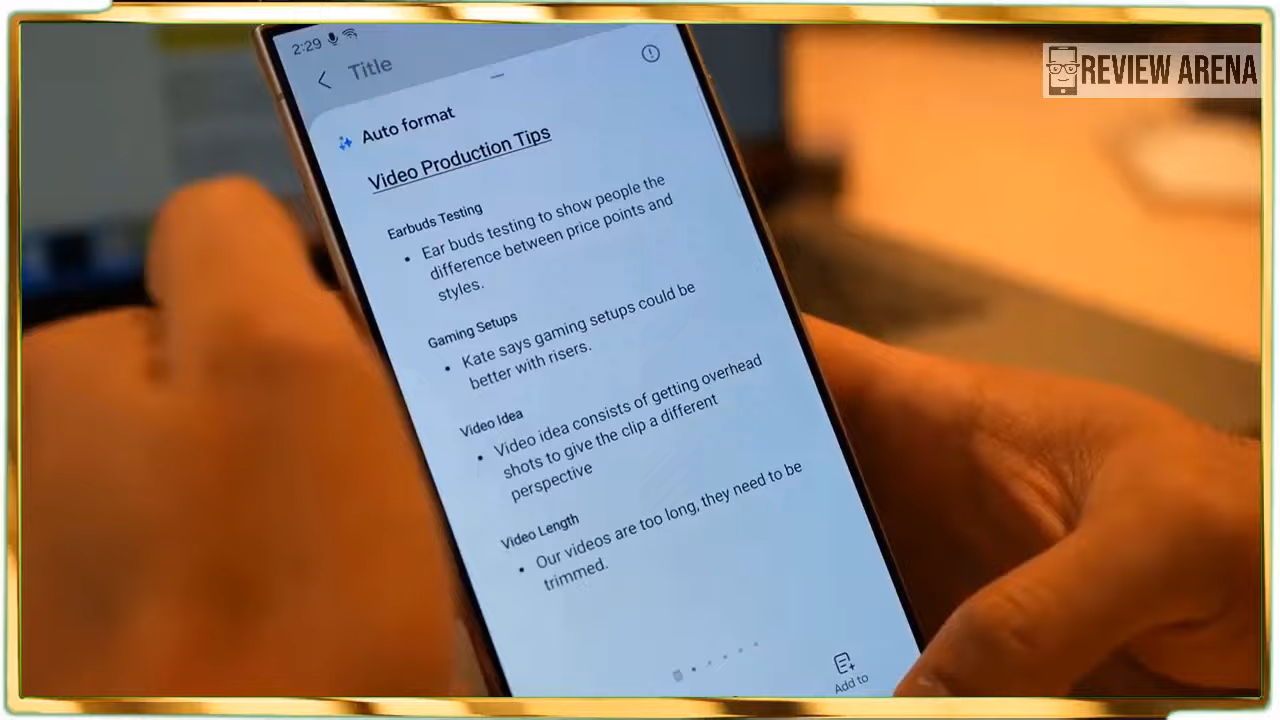 2:29
REVIEW ARENA
Title
Auto format
Video Production Tips
Earbuds Testing
• Ear buds testing to show people the
difference between price points and
styles.
Gaming Setups
• Kate says gaming setups could be
better with risers.
Video Idea
• Video idea consists of getting overhead
shots to give the clip a different
perspective
Video Length
• Our videos are too long, they need to be
trimmed.
Add to